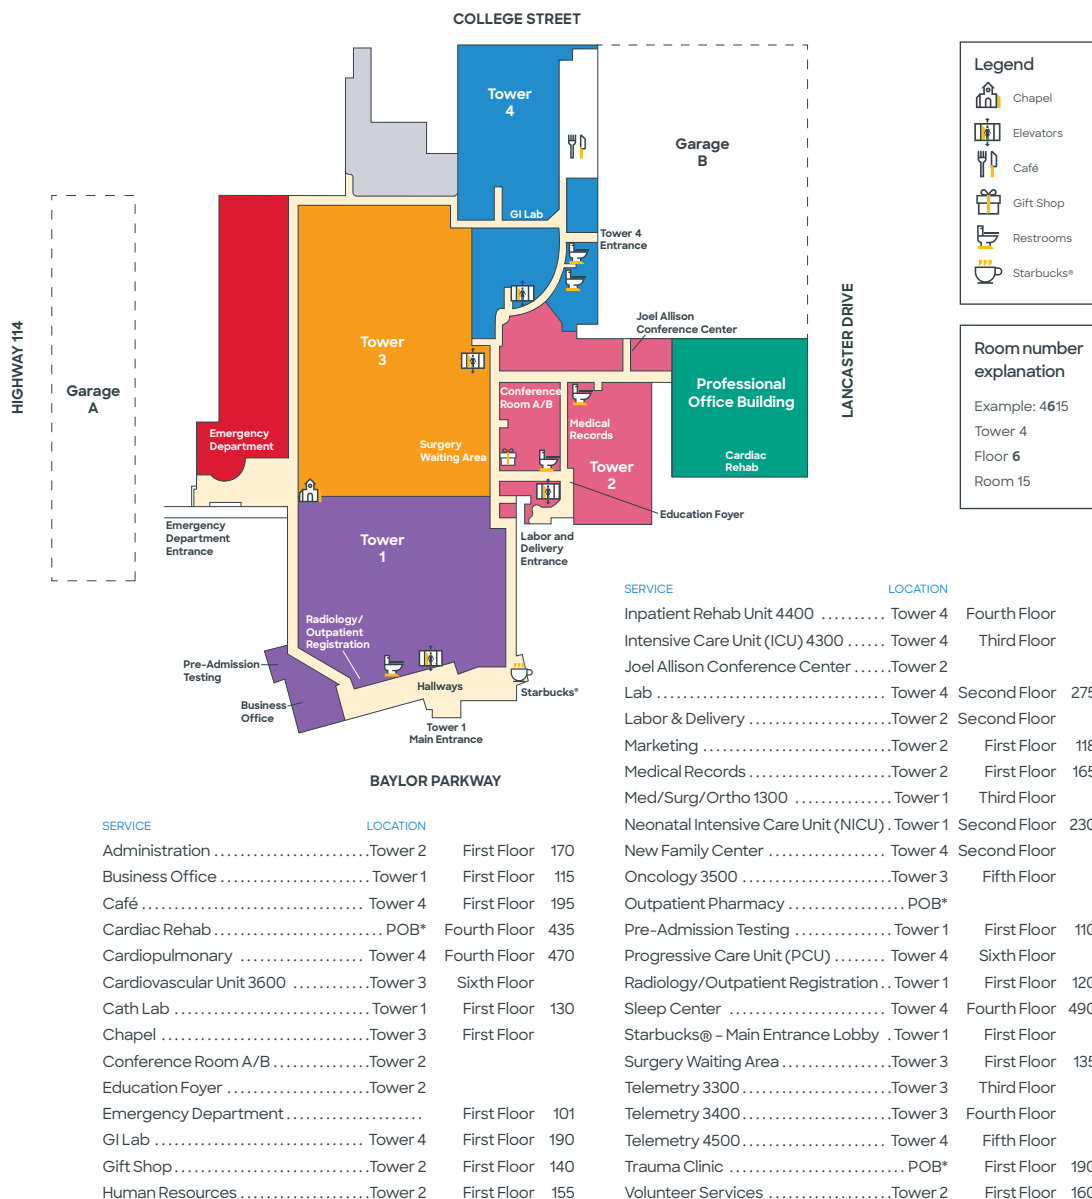 COLLEGE STREET
Tower
4
Garage
B
GI Lab
Tower 4
Entrance
HIGHWAY 114
Garage
A
Tower
3
Joel Allison
Conference Center
LANCASTER DRIVE
Professional
Office Building
Conference
Room A/B
Medical
Records
Emergency
Department
Surgery
Waiting Area
Cardiac
Rehab
Tower
2
Education Foyer
Emergency
Department
Entrance
Tower
1
Labor and
Delivery
Entrance
Radiology/
Outpatient
Registration
Pre-Admission
Testing
Hallways
Starbucks®
Business
Office
Tower 1
Main Entrance
BAYLOR PARKWAY
Legend
Chapel
Elevators
Café
Gift Shop
Restrooms
Starbucks®
Room number
explanation
Example: 4615
Tower 4
Floor 6
Room 15
SERVICE LOCATION
Administration ........................Tower 2 First Floor 170
Business Office .......................Tower 1 First Floor 115
Café...................................Tower 4 First Floor 195
Cardiac Rehab..........................POB* Fourth Floor 435
Cardiopulmonary ....................Tower 4 Fourth Floor 470
Cardiovascular Unit 3600 ............Tower 3 Sixth Floor
Cath Lab ..............................Tower 1 First Floor 130
Chapel ................................Tower 3 First Floor
Conference Room A/B...............Tower 2
Education Foyer ......................Tower 2
Emergency Department..................... First Floor 101
GI Lab ................................Tower 4 First Floor 190
Gift Shop..............................Tower 2 First Floor 140
Human Resources....................Tower 2 First Floor 155
SERVICE LOCATION
Inpatient Rehab Unit 4400 .......... Tower 4 Fourth Floor
Intensive Care Unit (ICU) 4300 ...... Tower 4 Third Floor
Joel Allison Conference Center ......Tower 2
Lab ................................... Tower 4 Second Floor 275
Labor & Delivery ......................Tower 2 Second Floor
Marketing .............................Tower 2 First Floor 118
Medical Records ......................Tower 2 First Floor 165
Med/Surg/Ortho 1300 ............... Tower 1 Third Floor
Neonatal Intensive Care Unit (NICU) . Tower 1 Second Floor 230
New Family Center .................. Tower 4 Second Floor
Oncology 3500 .......................Tower 3 Fifth Floor
Outpatient Pharmacy .................. POB*
Pre-Admission Testing ...............Tower 1 First Floor 110
Progressive Care Unit (PCU) ........ Tower 4 Sixth Floor
Radiology/Outpatient Registration.. Tower 1 First Floor 120
Sleep Center ........................ Tower 4 Fourth Floor 490
Starbucks® – Main Entrance Lobby . Tower 1 First Floor
Surgery Waiting Area.................Tower 3 First Floor 135
Telemetry 3300.......................Tower 3 Third Floor
Telemetry 3400.......................Tower 3 Fourth Floor
Telemetry 4500...................... Tower 4 Fifth Floor
Trauma Clinic ...........................POB* First Floor 190
Volunteer Services ...................Tower 2 First Floor 160